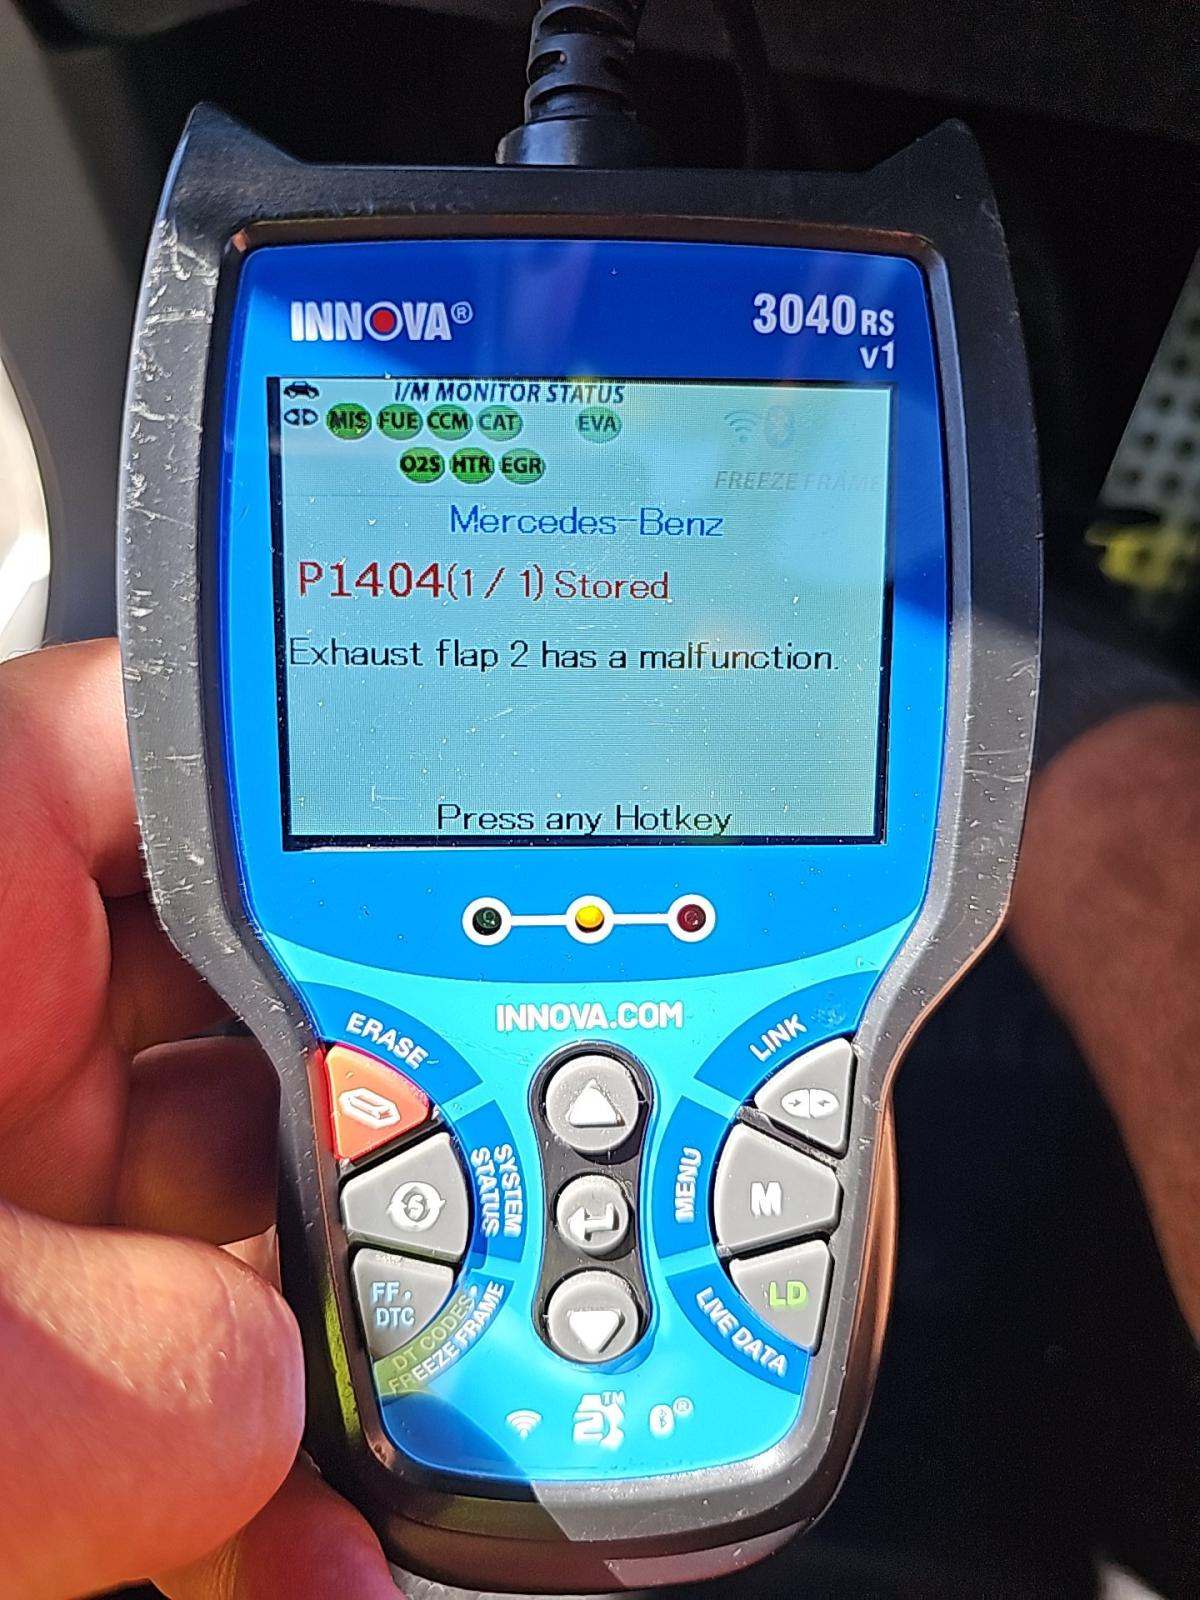 INNOVA®
3040RS
v1
I/M MONITOR STATUS
MIS FUE CCM CAT EVA
O2S HTR EGR
FREEZE FRAME
Mercedes-Benz
P1404(1 / 1) Stored
Exhaust flap 2 has a malfunction.
Press any Hotkey
INNOVA.COM
ERASE
LINK
SYSTEM
STATUS
MENU
M
FF,
DTC
DT CODES,
FREEZE FRAME
LD
LIVE DATA
TM
®